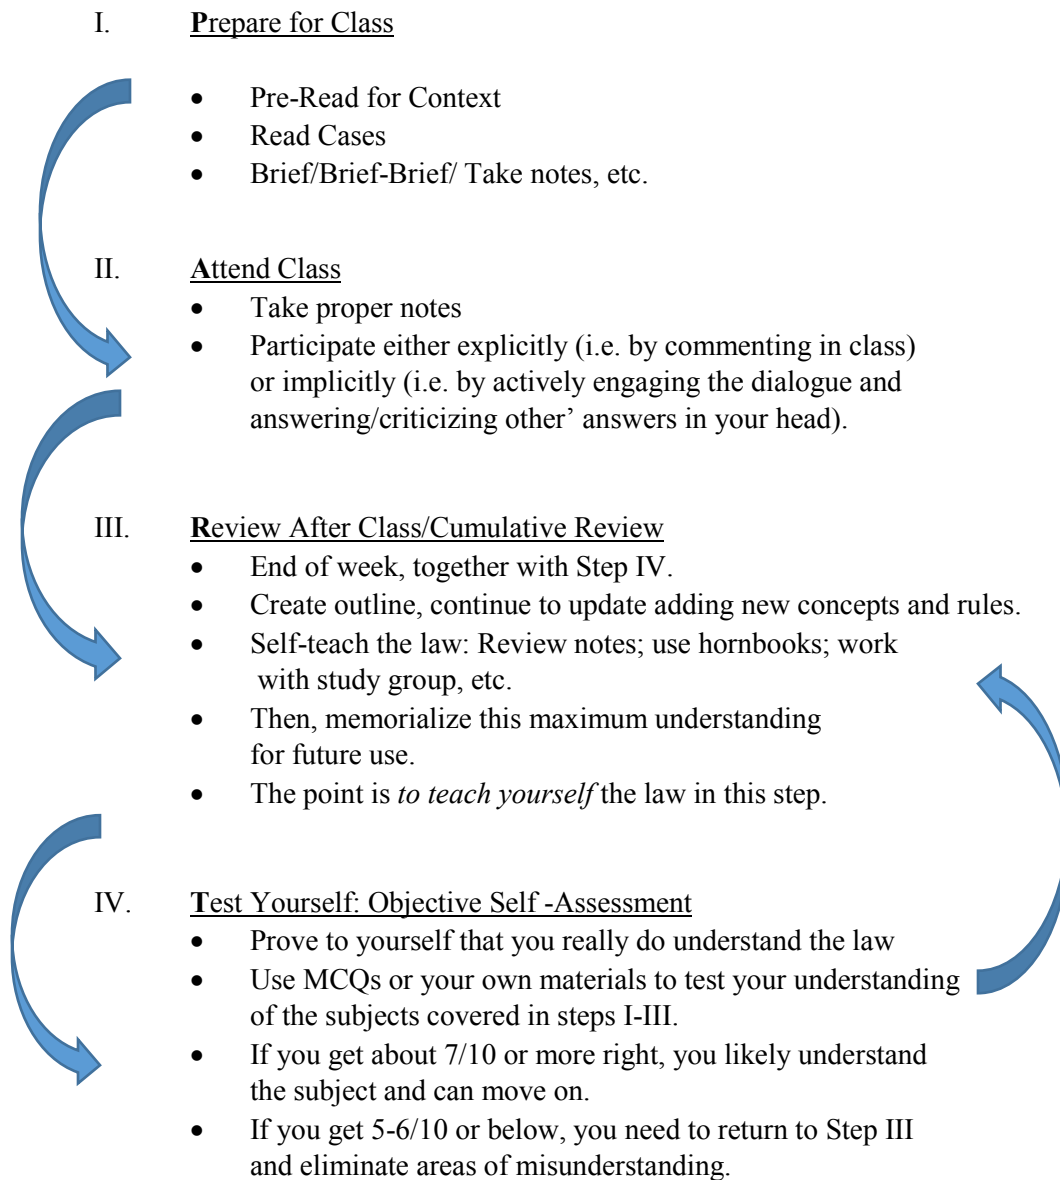 I. Prepare for Class
• Pre-Read for Context
• Read Cases
• Brief/Brief-Brief/ Take notes, etc.
II. Attend Class
• Take proper notes
• Participate either explicitly (i.e. by commenting in class)
or implicitly (i.e. by actively engaging the dialogue and
answering/criticizing other’ answers in your head).
III. Review After Class/Cumulative Review
• End of week, together with Step IV.
• Create outline, continue to update adding new concepts and rules.
• Self-teach the law: Review notes; use hornbooks; work
with study group, etc.
• Then, memorialize this maximum understanding
for future use.
• The point is to teach yourself the law in this step.
IV. Test Yourself: Objective Self -Assessment
• Prove to yourself that you really do understand the law
• Use MCQs or your own materials to test your understanding
of the subjects covered in steps I-III.
• If you get about 7/10 or more right, you likely understand
the subject and can move on.
• If you get 5-6/10 or below, you need to return to Step III
and eliminate areas of misunderstanding.